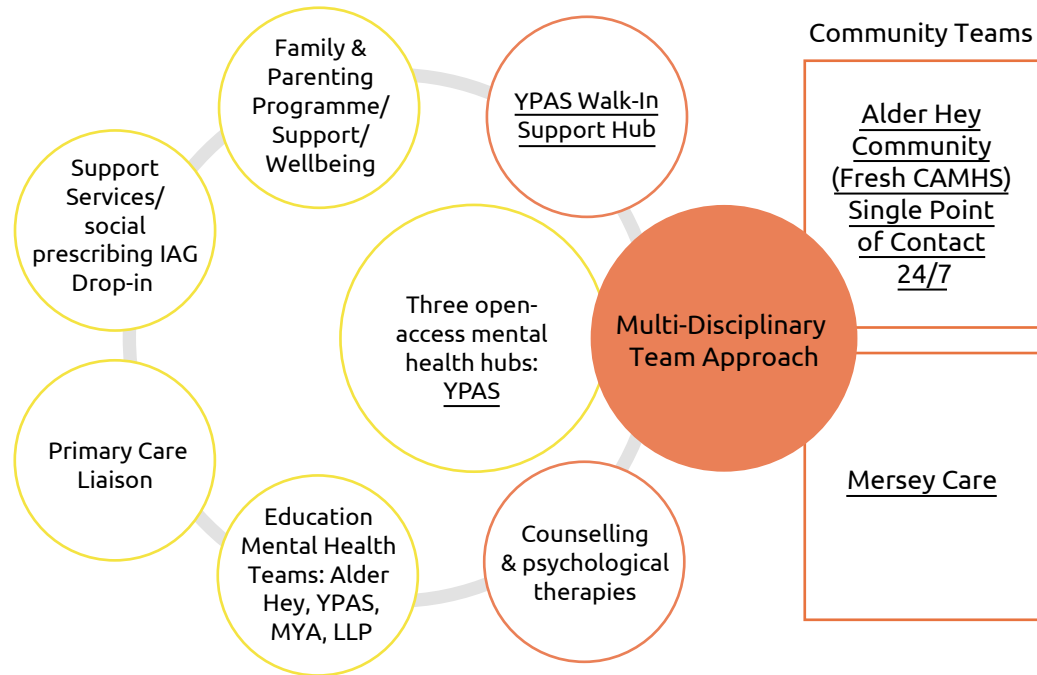 Family &
Parenting
Programme/
Support/
Wellbeing
YPAS Walk-In
Support Hub
Community Teams
Alder Hey
Community
(Fresh CAMHS)
Single Point
of Contact
24/7
Support
Services/
social
prescribing IAG
Drop-in
Three open-
access mental
health hubs:
YPAS
Multi-Disciplinary
Team Approach
Primary Care
Liaison
Mersey Care
Education
Mental Health
Teams: Alder
Hey, YPAS,
MYA, LLP
Counselling
& psychological
therapies